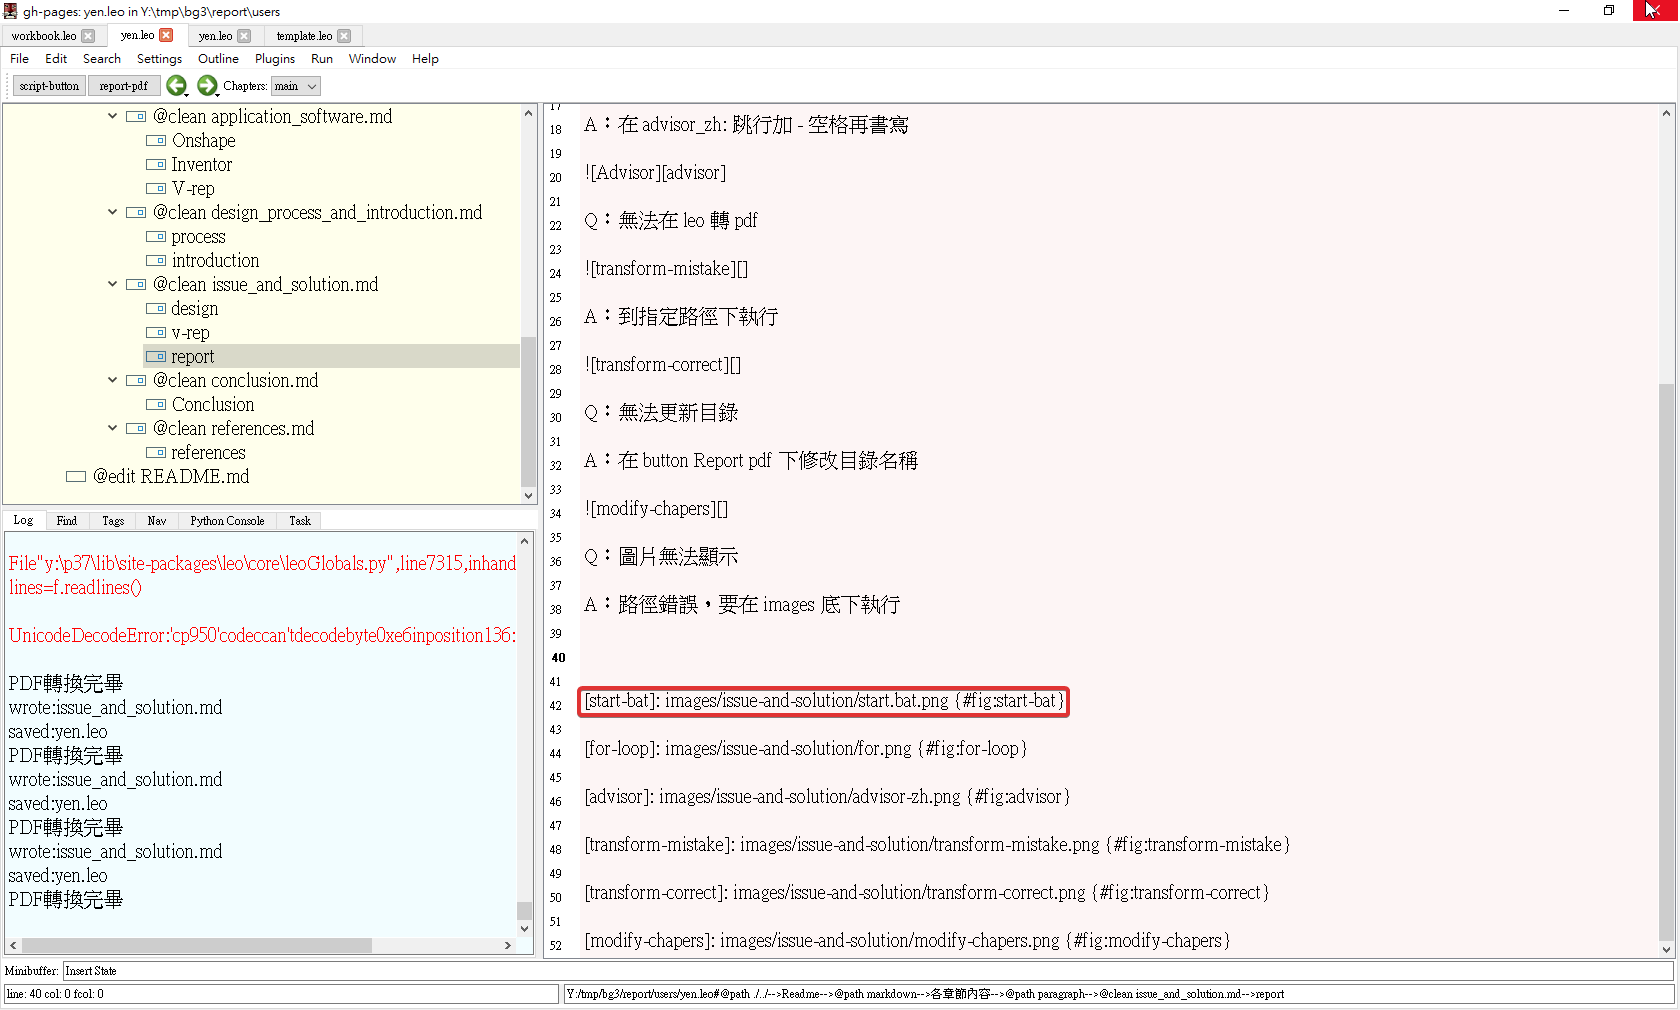 gh-pages: yen.leo in Y:\tmp\bg3\report\users
workbook.leo yen.leo yen.leo template.leo
File Edit Search Settings Outline Plugins Run Window Help
script-button report-pdf Chapters: main
@clean application_software.md
Onshape
Inventor
V-rep
@clean design_process_and_introduction.md
process
introduction
@clean issue_and_solution.md
design
v-rep
report
@clean conclusion.md
Conclusion
@clean references.md
references
@edit README.md
Log Find Tags Nav Python Console Task
File"y:\p37\lib\site-packages\leo\core\leoGlobals.py",line7315,inhand
lines=f.readlines()
UnicodeDecodeError:'cp950'codeccan'tdecodebyte0xe6inposition136:
PDF轉換完畢
wrote:issue_and_solution.md
saved:yen.leo
PDF轉換完畢
wrote:issue_and_solution.md
saved:yen.leo
PDF轉換完畢
wrote:issue_and_solution.md
saved:yen.leo
PDF轉換完畢
17
18 A：在 advisor_zh: 跳行加 - 空格再書寫
19
20 ![Advisor][advisor]
21
22 Q：無法在 leo 轉 pdf
23
24 ![transform-mistake][]
25
26 A：到指定路徑下執行
27
28 ![transform-correct][]
29
30 Q：無法更新目錄
31
32 A：在 button Report pdf 下修改目錄名稱
33
34 ![modify-chapers][]
35
36 Q：圖片無法顯示
37
38 A：路徑錯誤，要在 images 底下執行
39
40
41
42 [start-bat]: images/issue-and-solution/start.bat.png {#fig:start-bat}
43
44 [for-loop]: images/issue-and-solution/for.png {#fig:for-loop}
45
46 [advisor]: images/issue-and-solution/advisor-zh.png {#fig:advisor}
47
48 [transform-mistake]: images/issue-and-solution/transform-mistake.png {#fig:transform-mistake}
49
50 [transform-correct]: images/issue-and-solution/transform-correct.png {#fig:transform-correct}
51
52 [modify-chapers]: images/issue-and-solution/modify-chapers.png {#fig:modify-chapers}
Minibuffer: Insert State
line: 40 col: 0 fcol: 0
Y:/tmp/bg3/report/users/yen.leo#@path ./../-->Readme-->@path markdown-->各章節內容-->@path paragraph-->@clean issue_and_solution.md-->report